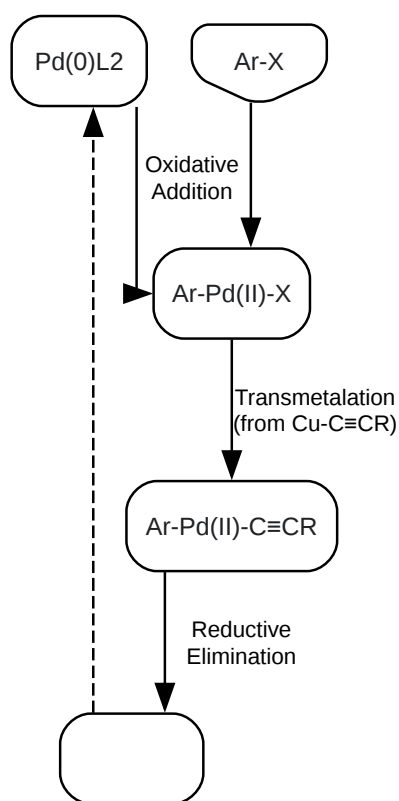 Pd(0)L2
Ar-X
Oxidative
Addition
Ar-Pd(II)-X
Transmetalation
(from Cu-C≡CR)
Ar-Pd(II)-C≡CR
Reductive
Elimination